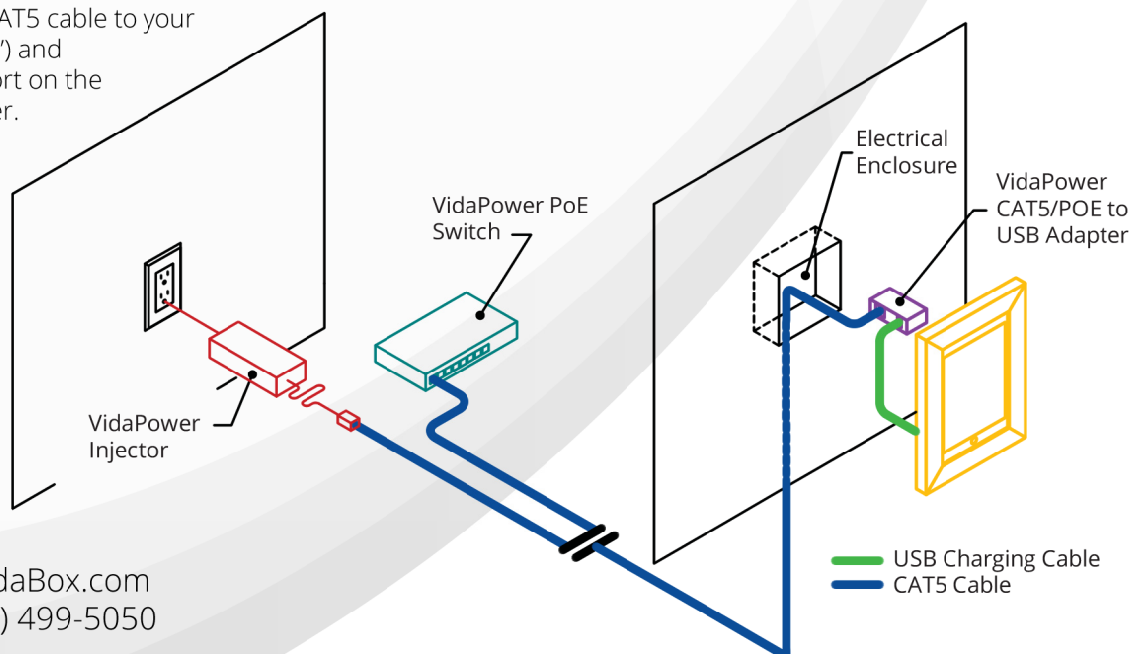 CAT5 cable to your
") and
ort on the
er.
Electrical
Enclosure
VidaPower
CAT5/POE to
USB Adapter
VidaPower PoE
Switch
VidaPower
Injector
USB Charging Cable
CAT5 Cable
daBox.com
) 499-5050